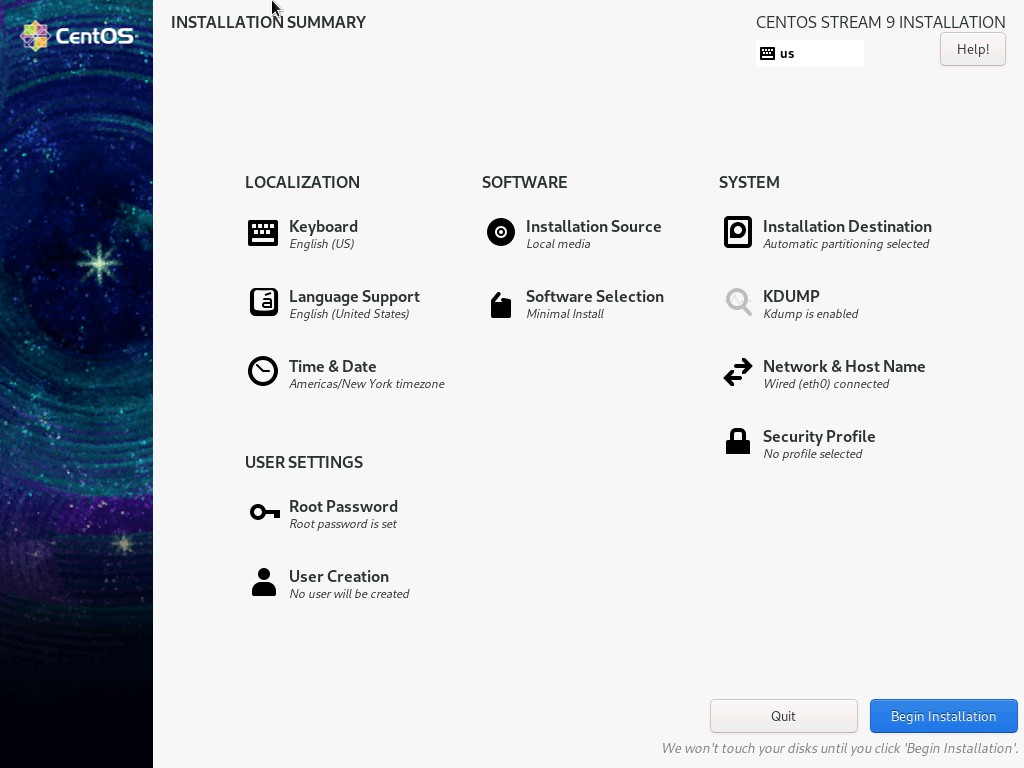 CentOS
INSTALLATION SUMMARY
CENTOS STREAM 9 INSTALLATION
us
Help!
LOCALIZATION
Keyboard
English (US)
Language Support
English (United States)
Time & Date
Americas/New York timezone
SOFTWARE
Installation Source
Local media
Software Selection
Minimal Install
SYSTEM
Installation Destination
Automatic partitioning selected
KDUMP
Kdump is enabled
Network & Host Name
Wired (eth0) connected
Security Profile
No profile selected
USER SETTINGS
Root Password
Root password is set
User Creation
No user will be created
Quit
Begin Installation
We won't touch your disks until you click 'Begin Installation'.